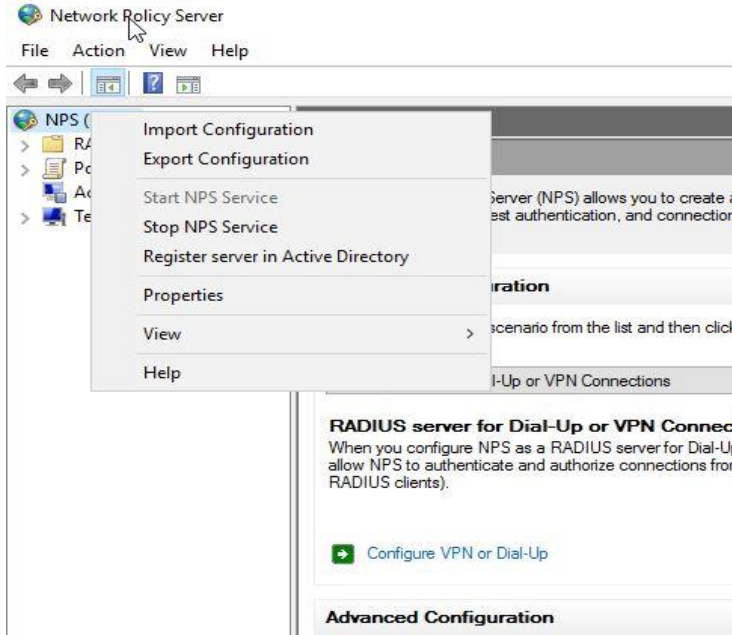 Network Policy Server
File Action View Help
NPS (
RA
Po
Ac
Te
Import Configuration
Export Configuration
Start NPS Service
Stop NPS Service
Register server in Active Directory
Properties
View
Help
Server (NPS) allows you to create a
est authentication, and connection
ration
scenario from the list and then click
l-Up or VPN Connections
RADIUS server for Dial-Up or VPN Connec
When you configure NPS as a RADIUS server for Dial-U
allow NPS to authenticate and authorize connections fro
RADIUS clients).
Configure VPN or Dial-Up
Advanced Configuration